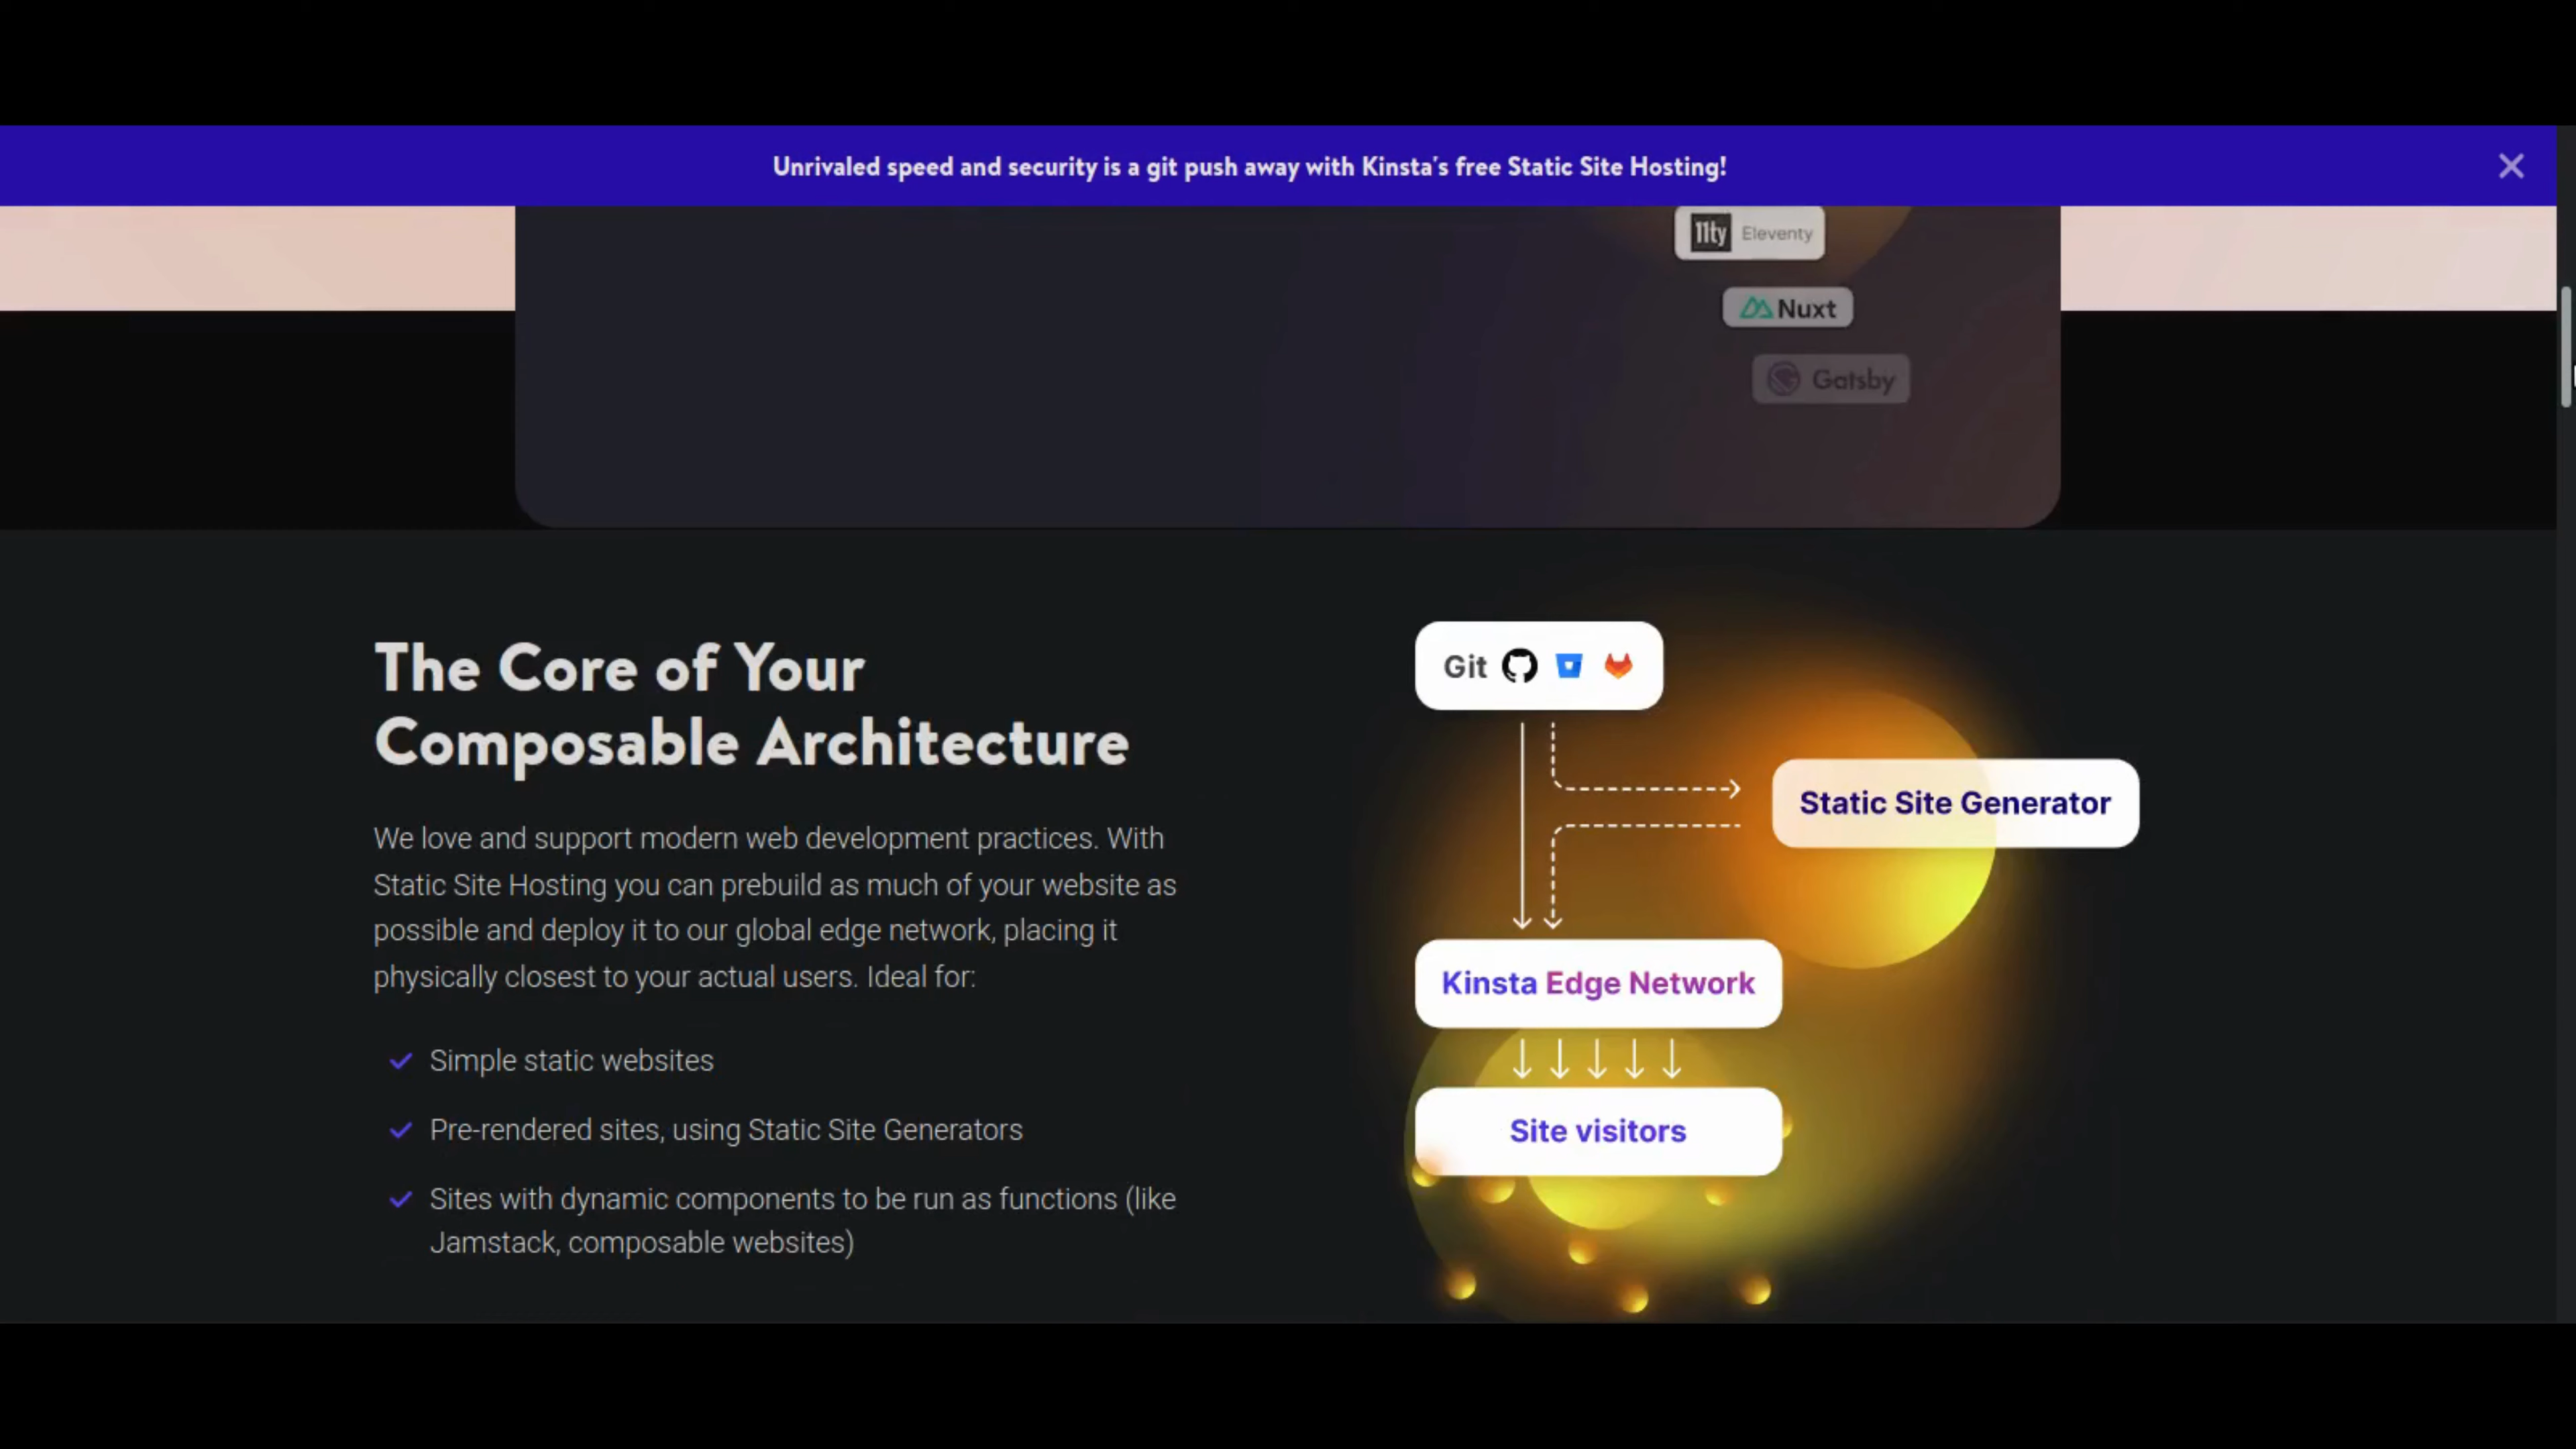 Unrivaled speed and security is a git push away with Kinsta's free Static Site Hosting!
11ty Eleventy
Nuxt
Gatsby
The Core of Your
Composable Architecture
We love and support modern web development practices. With
Static Site Hosting you can prebuild as much of your website as
possible and deploy it to our global edge network, placing it
physically closest to your actual users. Ideal for:
Simple static websites
Pre-rendered sites, using Static Site Generators
Sites with dynamic components to be run as functions (like
Jamstack, composable websites)
Git
Static Site Generator
Kinsta Edge Network
Site visitors